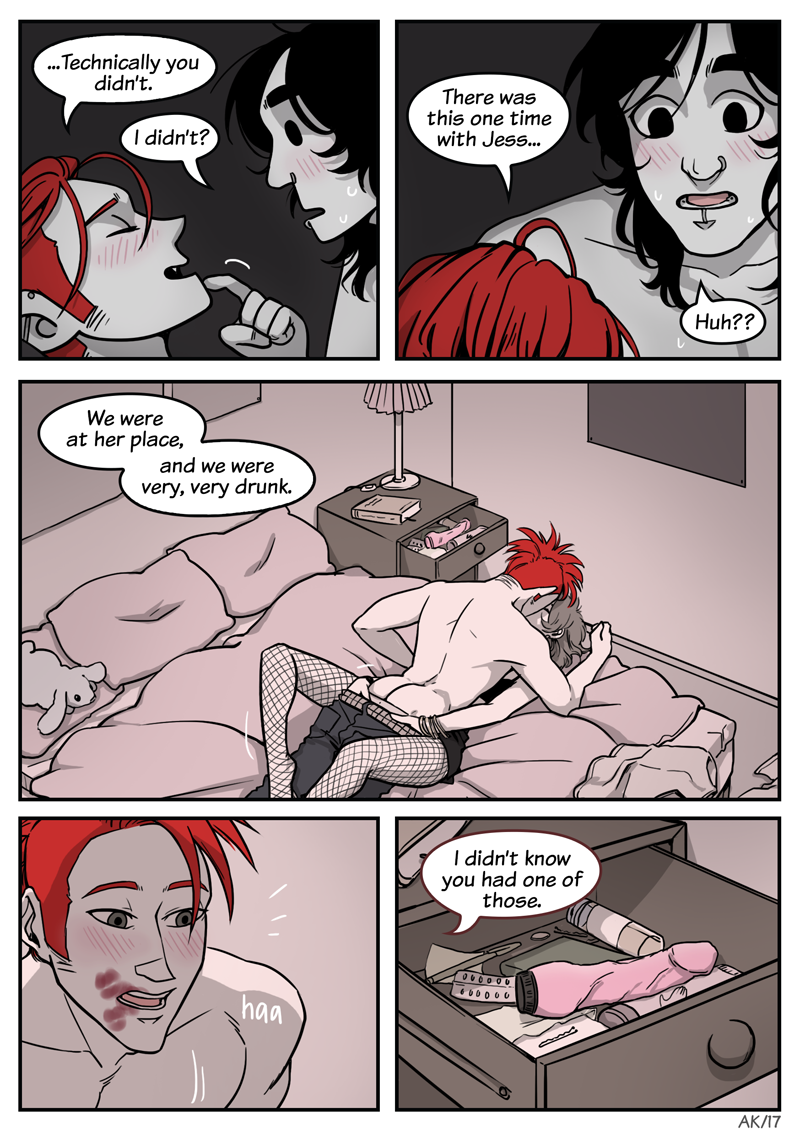 ...Technically you
didn't.
I didn't?
There was
this one time
with Jess...
Huh??
We were
at her place,
and we were
very, very drunk.
haa
I didn't know
you had one of
those.
AK/17